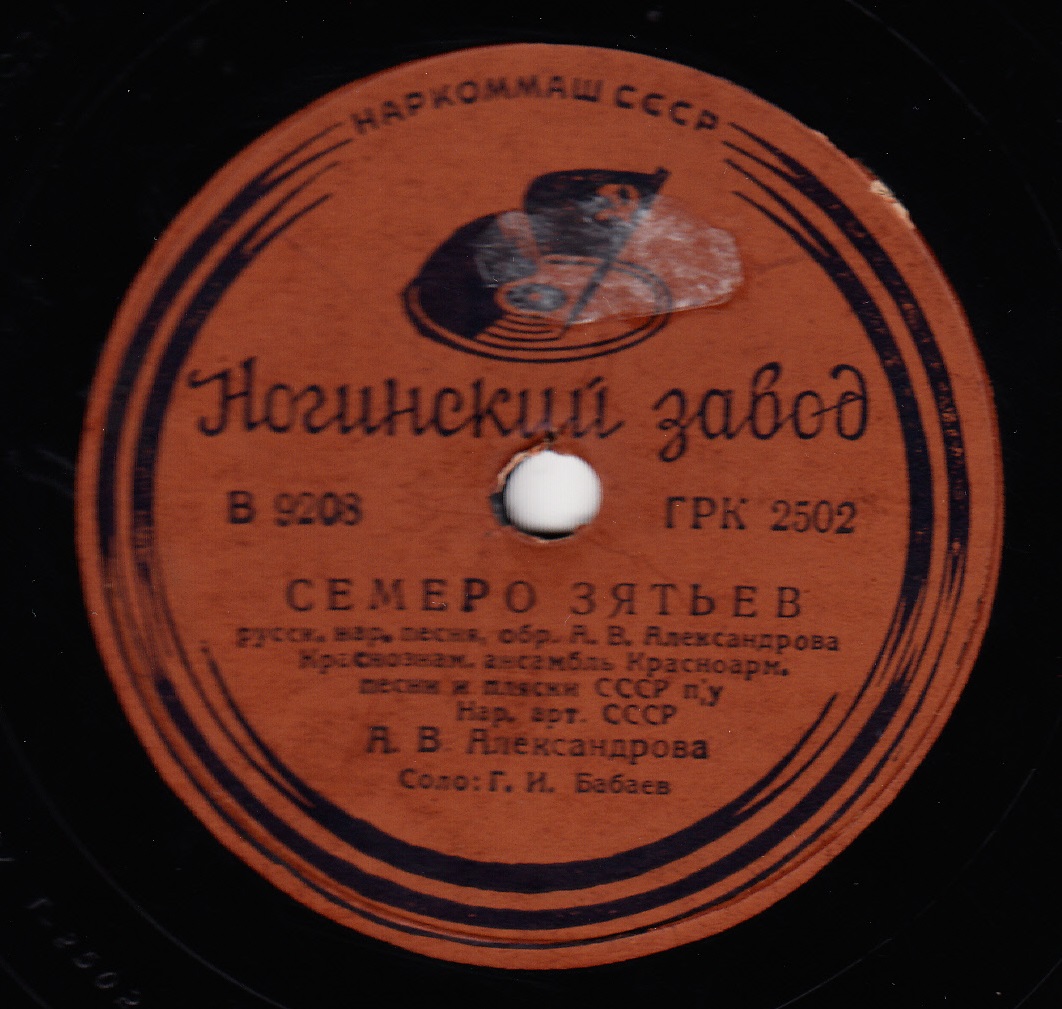 НАРКОММАШ СССР
Ногинский завод
В 9208 ГРК 2502
СЕМЕРО ЗЯТЬЕВ
русск. нар. песня, обр. А. В. Александрова
Краснознам. ансамбль Красноарм.
песни и пляски СССР п/у
Нар. арт. СССР
А. В. Александрова
Соло: Г. И. Бабаев
Г-2502